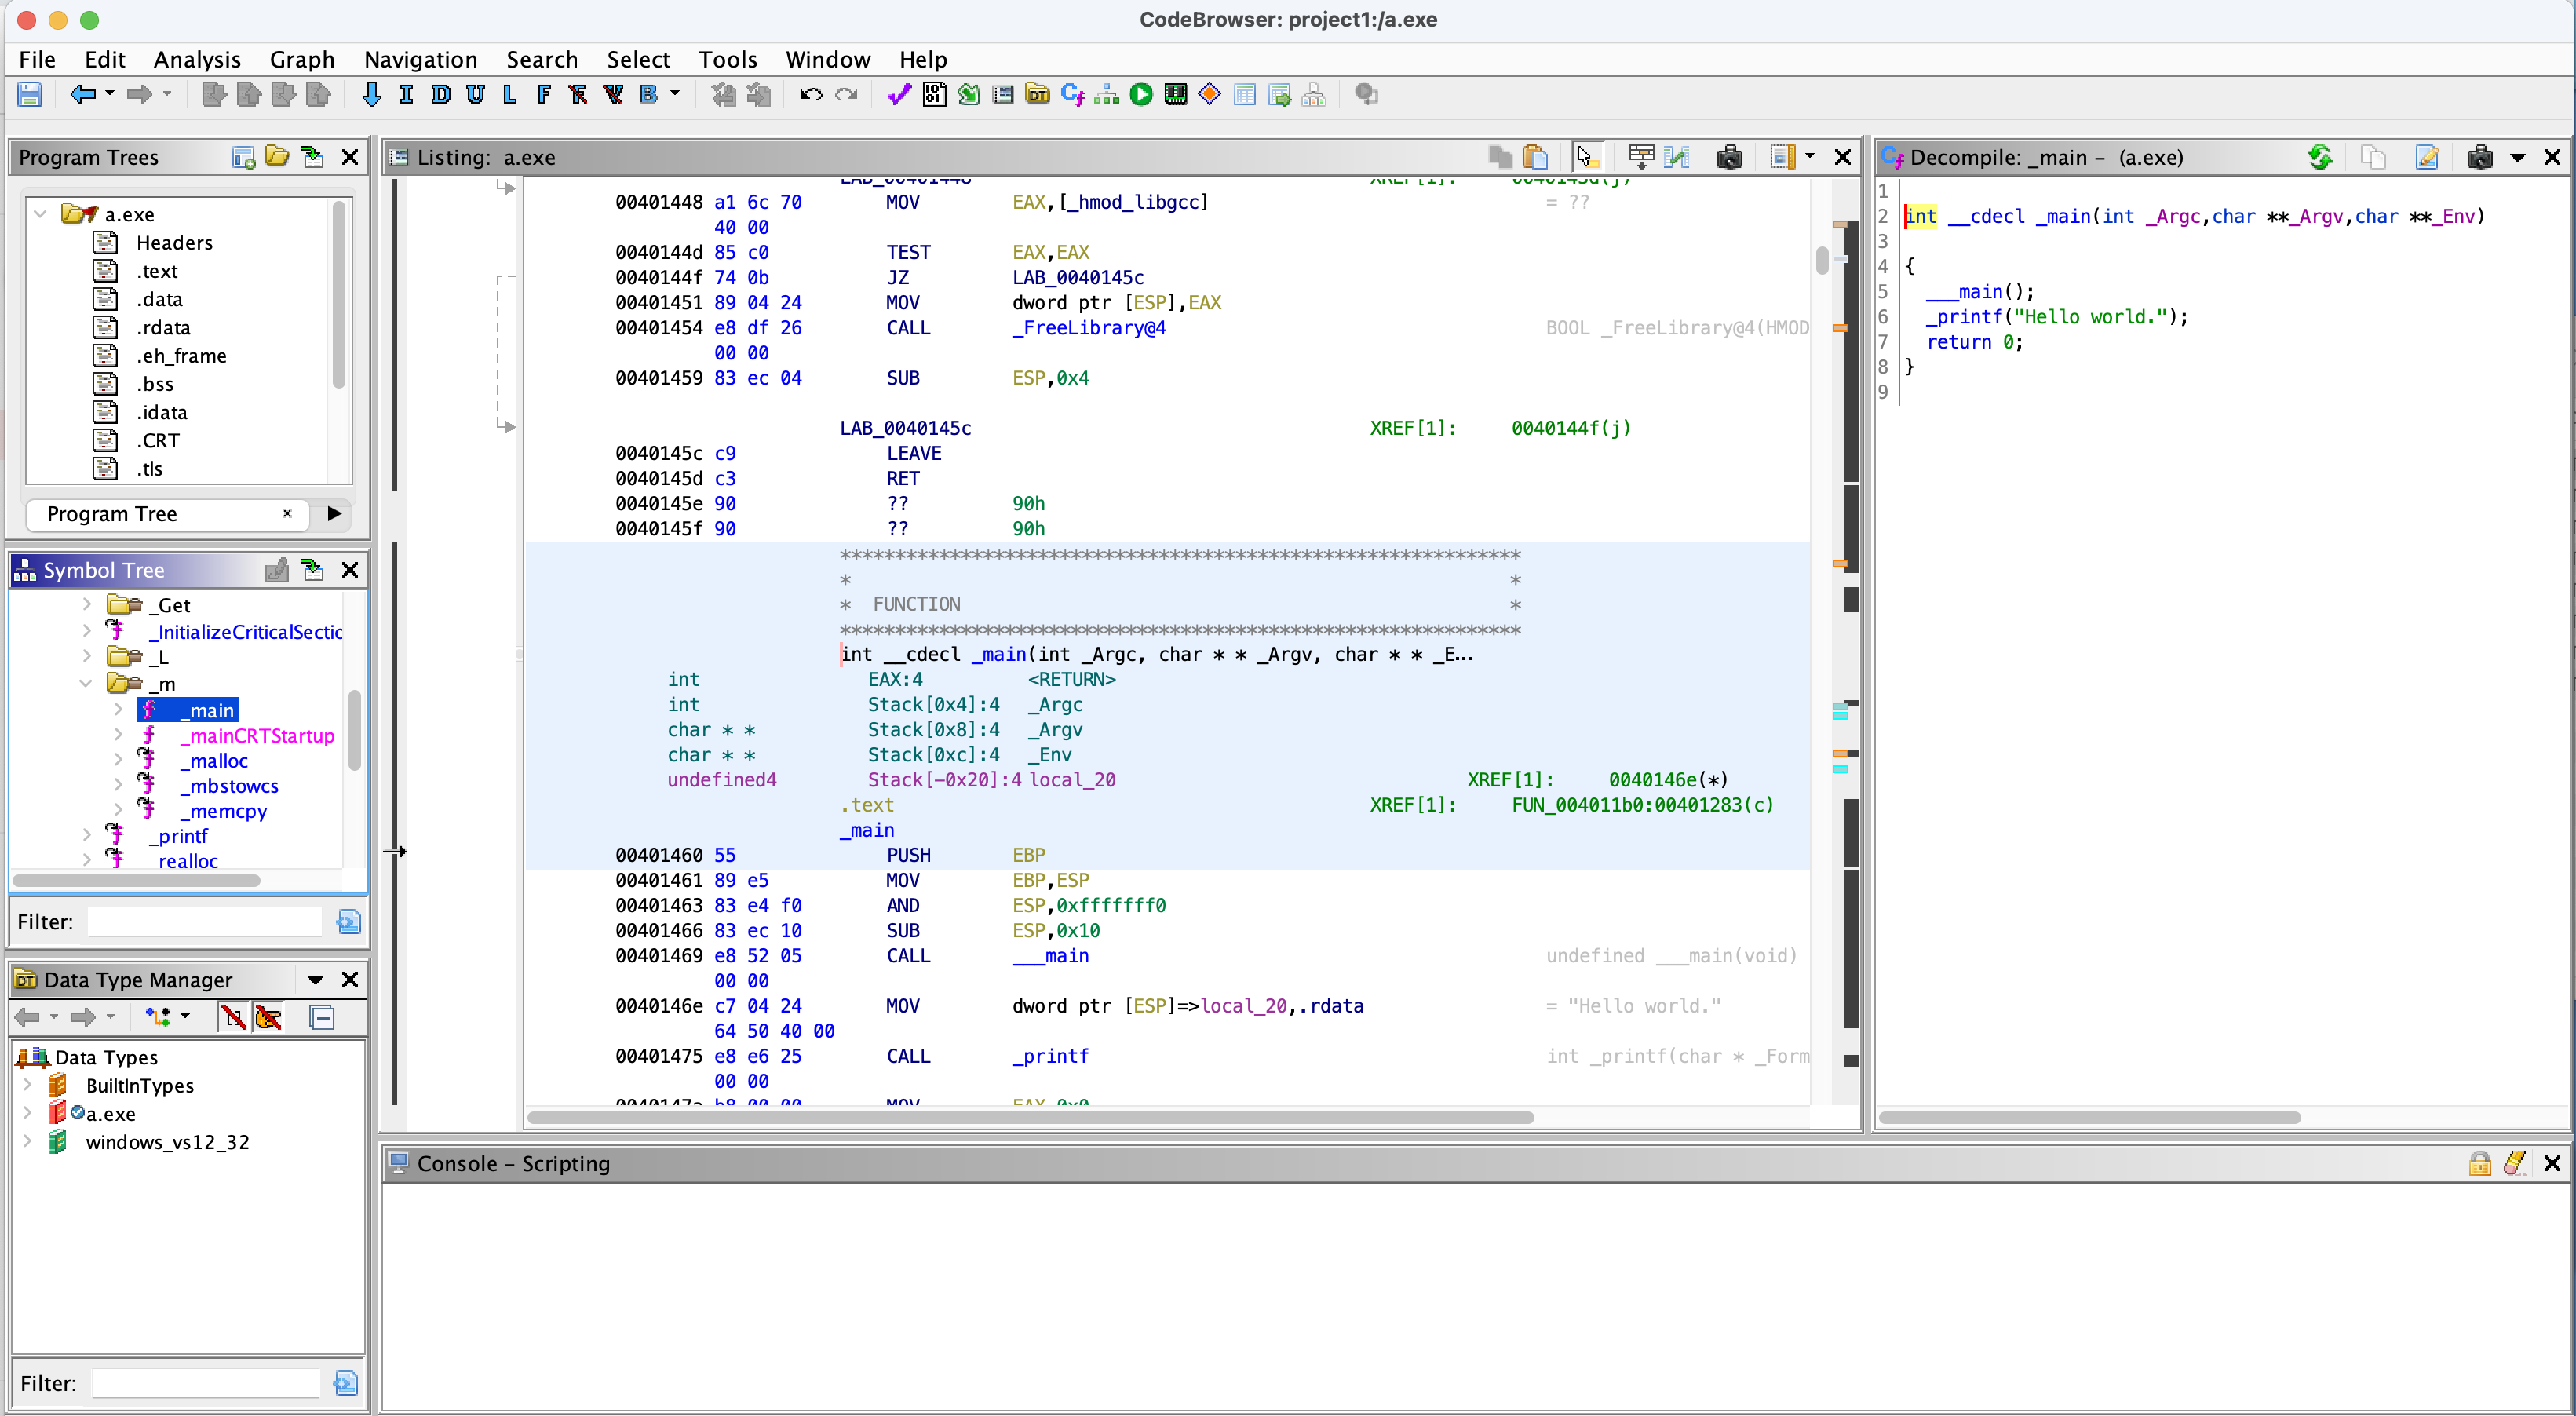 CodeBrowser: project1:/a.exe
File Edit Analysis Graph Navigation Search Select Tools Window Help
I D U L F F V B
Program Trees
a.exe
Headers
.text
.data
.rdata
.eh_frame
.bss
.idata
.CRT
.tls
Program Tree
Symbol Tree
_Get
_InitializeCriticalSectic
_L
_m
_main
_mainCRTStartup
_malloc
_mbstowcs
_memcpy
_printf
realloc
Filter:
Data Type Manager
Data Types
BuiltInTypes
a.exe
windows_vs12_32
Filter:
Listing: a.exe
LAB_00401448 XREF[1]: 0040143d(j)
00401448 a1 6c 70 MOV EAX,[_hmod_libgcc] = ??
40 00
0040144d 85 c0 TEST EAX,EAX
0040144f 74 0b JZ LAB_0040145c
00401451 89 04 24 MOV dword ptr [ESP],EAX
00401454 e8 df 26 CALL _FreeLibrary@4 BOOL _FreeLibrary@4(HMOD
00 00
00401459 83 ec 04 SUB ESP,0x4
LAB_0040145c XREF[1]: 0040144f(j)
0040145c c9 LEAVE
0040145d c3 RET
0040145e 90 ?? 90h
0040145f 90 ?? 90h
**************************************************************
* *
* FUNCTION *
**************************************************************
int __cdecl _main(int _Argc, char * * _Argv, char * * _E...
int EAX:4 <RETURN>
int Stack[0x4]:4 _Argc
char * * Stack[0x8]:4 _Argv
char * * Stack[0xc]:4 _Env
undefined4 Stack[-0x20]:4 local_20 XREF[1]: 0040146e(*)
.text XREF[1]: FUN_004011b0:00401283(c)
_main
00401460 55 PUSH EBP
00401461 89 e5 MOV EBP,ESP
00401463 83 e4 f0 AND ESP,0xfffffff0
00401466 83 ec 10 SUB ESP,0x10
00401469 e8 52 05 CALL ___main undefined ___main(void)
00 00
0040146e c7 04 24 MOV dword ptr [ESP]=>local_20,.rdata = "Hello world."
64 50 40 00
00401475 e8 e6 25 CALL _printf int _printf(char * _Form
00 00
0040147a b8 00 00 MOV EAX,0x0
Decompile: _main - (a.exe)
1
2 int __cdecl _main(int _Argc,char **_Argv,char **_Env)
3
4 {
5 ___main();
6 _printf("Hello world.");
7 return 0;
8 }
9
Console - Scripting